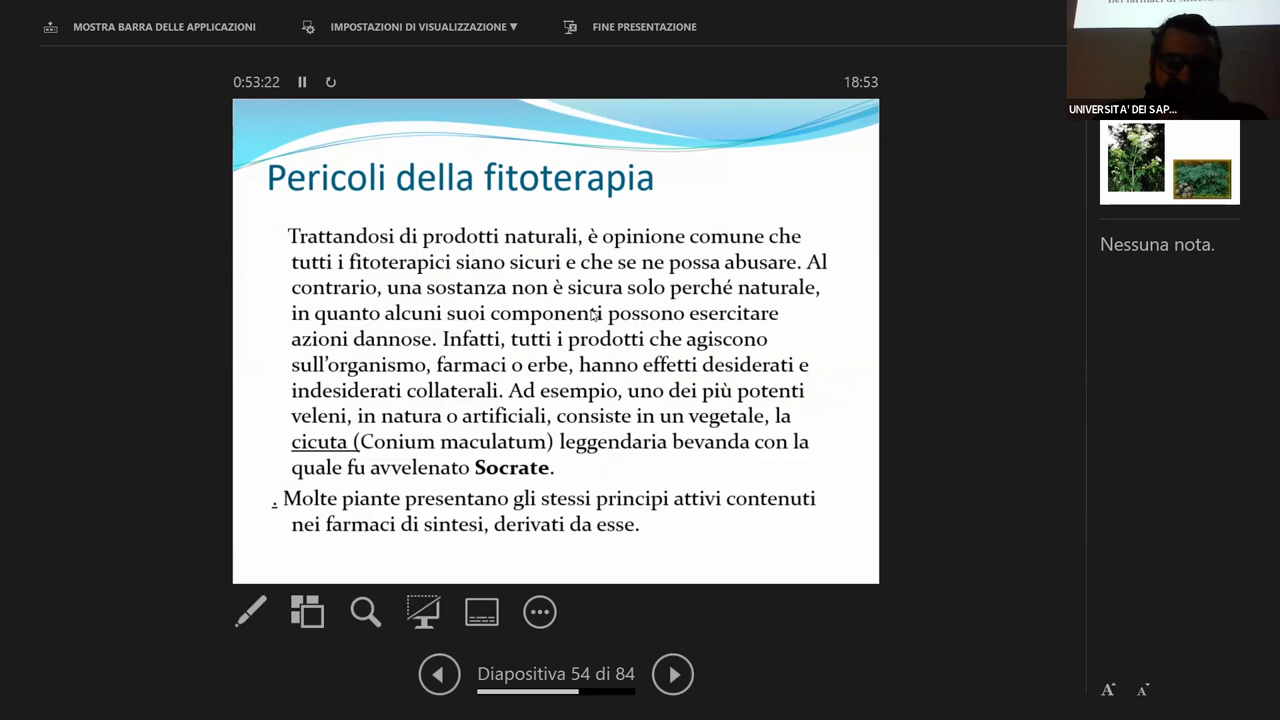 MOSTRA BARRA DELLE APPLICAZIONI
IMPOSTAZIONI DI VISUALIZZAZIONE ▼
FINE PRESENTAZIONE
UNIVERSITA' DEI SAP...
0:53:22
18:53
Pericoli della fitoterapia
Trattandosi di prodotti naturali, è opinione comune che
tutti i fitoterapici siano sicuri e che se ne possa abusare. Al
contrario, una sostanza non è sicura solo perché naturale,
in quanto alcuni suoi componenti possono esercitare
azioni dannose. Infatti, tutti i prodotti che agiscono
sull'organismo, farmaci o erbe, hanno effetti desiderati e
indesiderati collaterali. Ad esempio, uno dei più potenti
veleni, in natura o artificiali, consiste in un vegetale, la
cicuta (Conium maculatum) leggendaria bevanda con la
quale fu avvelenato Socrate.
. Molte piante presentano gli stessi principi attivi contenuti
nei farmaci di sintesi, derivati da esse.
Nessuna nota.
Diapositiva 54 di 84
A A